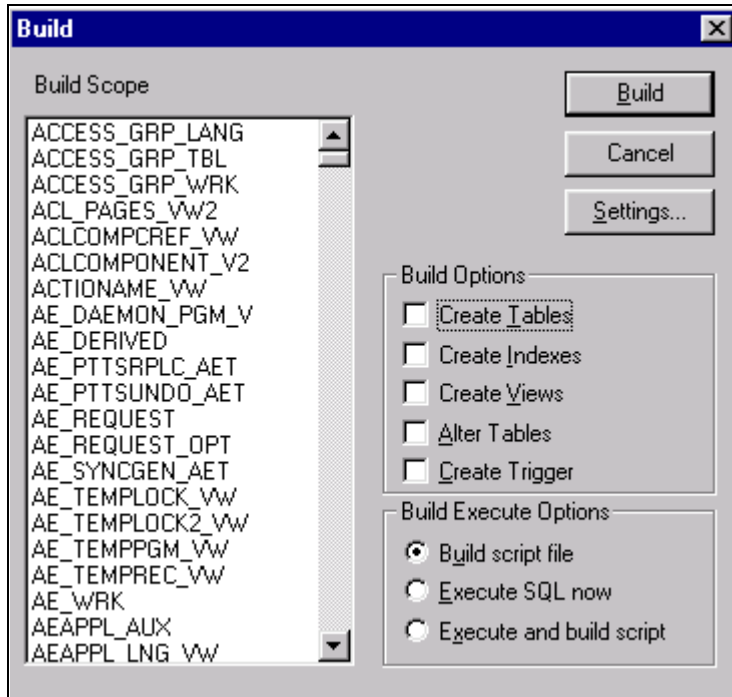 Build
Build Scope
ACCESS_GRP_LANG
ACCESS_GRP_TBL
ACCESS_GRP_WRK
ACL_PAGES_VW2
ACLCOMPCREF_VW
ACLCOMPONENT_V2
ACTIONAME_VW
AE_DAEMON_PGM_V
AE_DERIVED
AE_PTTSRPLC_AET
AE_PTTSUNDO_AET
AE_REQUEST
AE_REQUEST_OPT
AE_SYNCGEN_AET
AE_TEMPLOCK_VW
AE_TEMPLOCK2_VW
AE_TEMPPGM_VW
AE_TEMPREC_VW
AE_WRK
AEAPPL_AUX
AEAPPL_LNG_VW
Build
Cancel
Settings...
Build Options
Create Tables
Create Indexes
Create Views
Alter Tables
Create Trigger
Build Execute Options
Build script file
Execute SQL now
Execute and build script